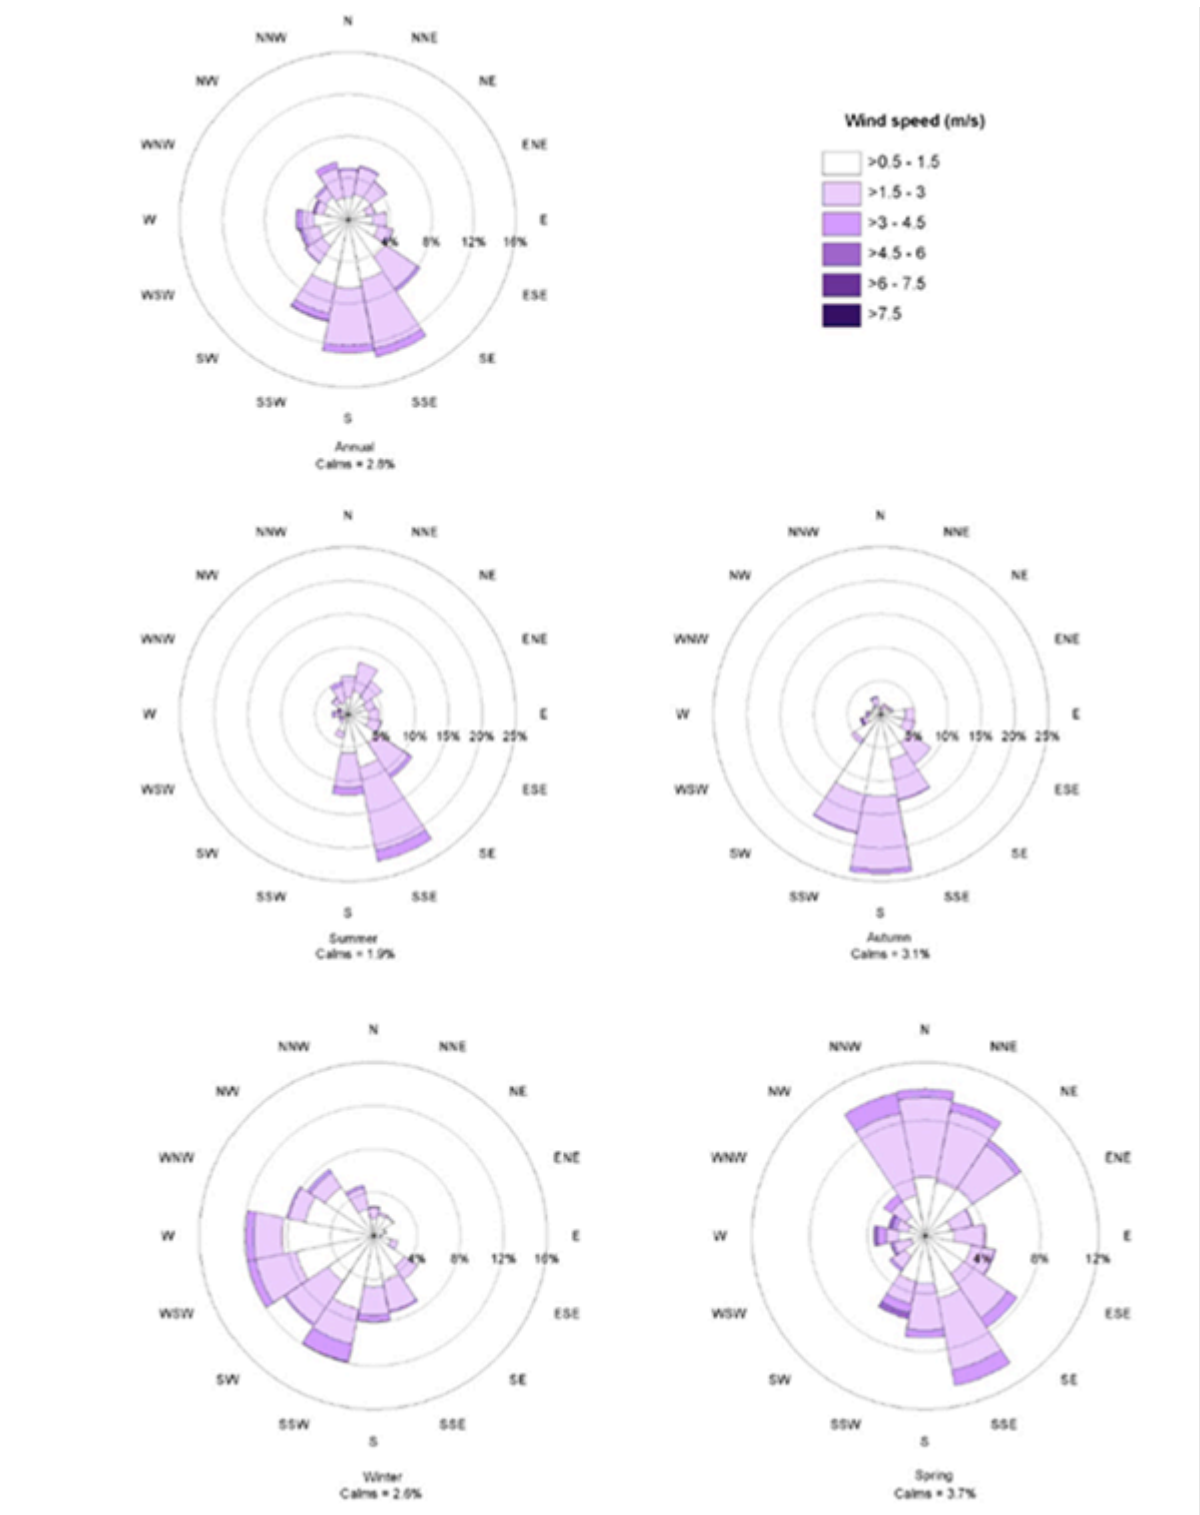 N
NNW NNE
NW NE
WNW ENE
W E
4% 8% 12% 16%
WSW ESE
SW SE
SSW SSE
S
Annual
Calms = 2.8%
Wind speed (m/s)
>0.5 - 1.5
>1.5 - 3
>3 - 4.5
>4.5 - 6
>6 - 7.5
>7.5
N
NNW NNE
NW NE
WNW ENE
W E
5% 10% 15% 20% 25%
WSW ESE
SW SE
SSW SSE
S
Summer
Calms = 1.9%
N
NNW NNE
NW NE
WNW ENE
W E
5% 10% 15% 20% 25%
WSW ESE
SW SE
SSW SSE
S
Autumn
Calms = 3.1%
N
NNW NNE
NW NE
WNW ENE
W E
4% 8% 12% 16%
WSW ESE
SW SE
SSW SSE
S
Winter
Calms = 2.6%
N
NNW NNE
NW NE
WNW ENE
W E
4% 8% 12%
WSW ESE
SW SE
SSW SSE
S
Spring
Calms = 3.7%